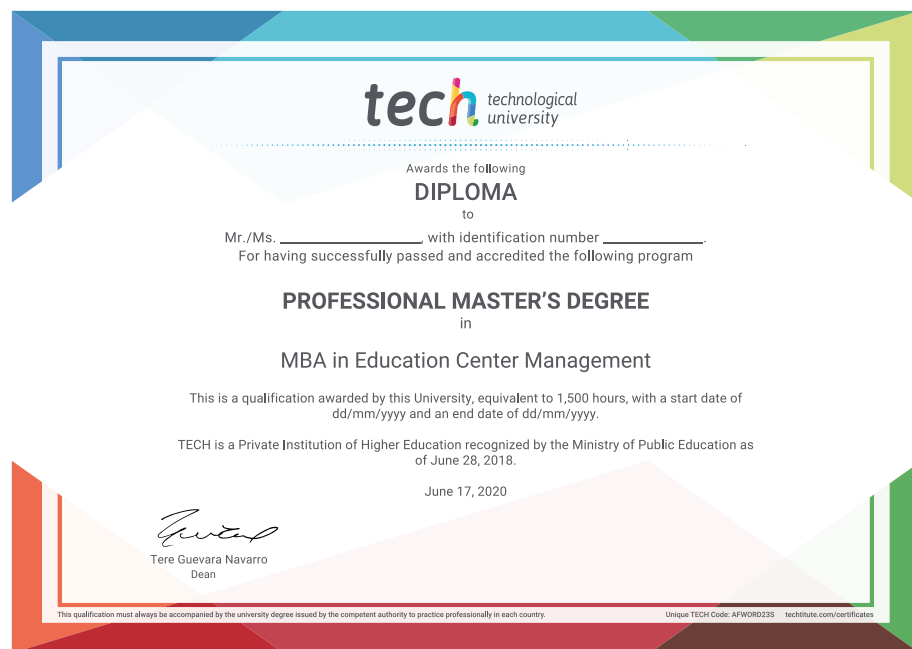 tech technological
university
Awards the following
DIPLOMA
to
Mr./Ms. ____________________, with identification number ______________.
For having successfully passed and accredited the following program
PROFESSIONAL MASTER'S DEGREE
in
MBA in Education Center Management
This is a qualification awarded by this University, equivalent to 1,500 hours, with a start date of
dd/mm/yyyy and an end date of dd/mm/yyyy.
TECH is a Private Institution of Higher Education recognized by the Ministry of Public Education as
of June 28, 2018.
June 17, 2020
Tere Guevara Navarro
Dean
This qualification must always be accompanied by the university degree issued by the competent authority to practice professionally in each country.
Unique TECH Code: AFWORD23S techtitute.com/certificates